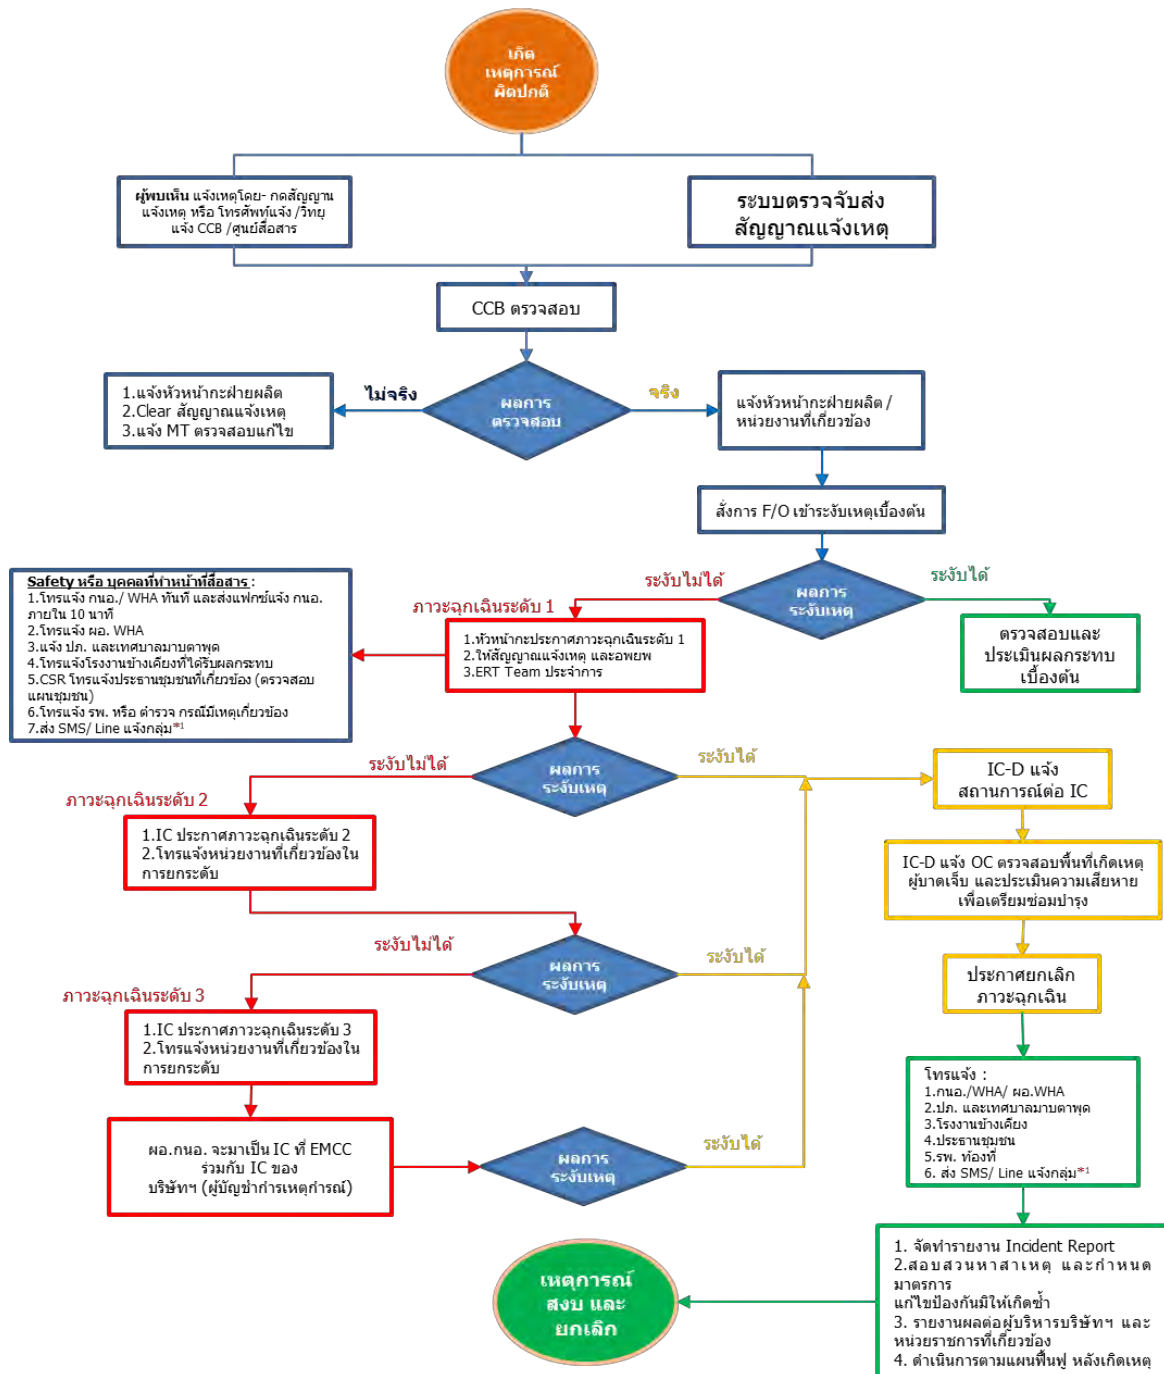 เกิด
เหตุการณ์
ผิดปกติ
ผู้พบเห็น แจ้งเหตุโดย- กดสัญญาน
แจ้งเหตุ หรือ โทรศัพท์แจ้ง /วิทยุ
แจ้ง CCB /ศูนย์สื่อสาร
ระบบตรวจจับส่ง
สัญญาณแจ้งเหตุ
CCB ตรวจสอบ
ผลการ
ตรวจสอบ
ไม่จริง
จริง
1.แจ้งหัวหน้ากะฝ่ายผลิต
2.Clear สัญญาณแจ้งเหตุ
3.แจ้ง MT ตรวจสอบแก้ไข
แจ้งหัวหน้ากะฝ่ายผลิต /
หน่วยงานที่เกี่ยวข้อง
สั่งการ F/O เข้าระงับเหตุเบื้องต้น
ผลการ
ระงับเหตุ
ระงับไม่ได้
ระงับได้
ตรวจสอบและ
ประเมินผลกระทบ
เบื้องต้น
ภาวะฉุกเฉินระดับ 1
1.หัวหน้ากะประกาศภาวะฉุกเฉินระดับ 1
2.ให้สัญญาณแจ้งเหตุ และอพยพ
3.ERT Team ประจำการ
Safety หรือ บุคคลที่ทำหน้าที่สื่อสาร :
1.โทรแจ้ง กนอ./ WHA ทันที และส่งแฟกซ์แจ้ง กนอ.
ภายใน 10 นาที
2.โทรแจ้ง ผอ. WHA
3.แจ้ง ปภ. และเทศบาลมาบตาพุด
4.โทรแจ้งโรงงานข้างเคียงที่ได้รับผลกระทบ
5.CSR โทรแจ้งประธานชุมชนที่เกี่ยวข้อง (ตรวจสอบ
แผนชุมชน)
6.โทรแจ้ง รพ. หรือ ตำรวจ กรณีมีเหตุเกี่ยวข้อง
7.ส่ง SMS/ Line แจ้งกลุ่ม*1
ผลการ
ระงับเหตุ
ระงับไม่ได้
ระงับได้
ภาวะฉุกเฉินระดับ 2
1.IC ประกาศภาวะฉุกเฉินระดับ 2
2.โทรแจ้งหน่วยงานที่เกี่ยวข้องใน
การยกระดับ
IC-D แจ้ง
สถานการณ์ต่อ IC
IC-D แจ้ง OC ตรวจสอบพื้นที่เกิดเหตุ
ผู้บาดเจ็บ และประเมินความเสียหาย
เพื่อเตรียมซ่อมบำรุง
ผลการ
ระงับเหตุ
ระงับไม่ได้
ระงับได้
ภาวะฉุกเฉินระดับ 3
1.IC ประกาศภาวะฉุกเฉินระดับ 3
2.โทรแจ้งหน่วยงานที่เกี่ยวข้องใน
การยกระดับ
ประกาศยกเลิก
ภาวะฉุกเฉิน
โทรแจ้ง :
1.กนอ./WHA/ ผอ.WHA
2.ปภ. และเทศบาลมาบตาพุด
3.โรงงานข้างเคียง
4.ประธานชุมชน
5.รพ. ท้องที่
6. ส่ง SMS/ Line แจ้งกลุ่ม*1
ผอ.กนอ. จะมาเป็น IC ที่ EMCC
ร่วมกับ IC ของ
บริษัทฯ (ผู้บัญชาการเหตุการณ์)
ผลการ
ระงับเหตุ
ระงับได้
1. จัดทำรายงาน Incident Report
2.สอบสวนหาสาเหตุ และกำหนด
มาตรการ
แก้ไขป้องกันมิให้เกิดซ้ำ
3. รายงานผลต่อผู้บริหารบริษัทฯ และ
หน่วยราชการที่เกี่ยวข้อง
4. ดำเนินการตามแผนฟื้นฟู หลังเกิดเหตุ
เหตุการณ์
สงบ และ
ยกเลิก